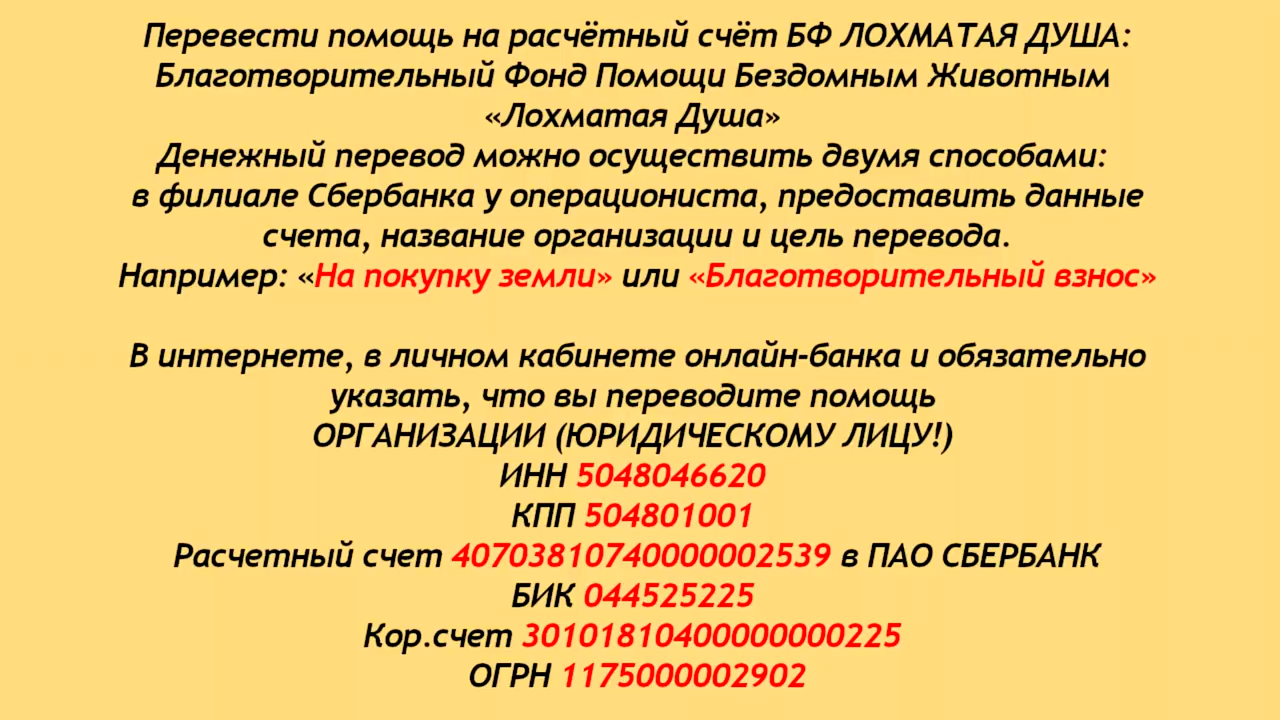 Перевести помощь на расчётный счёт БФ ЛОХМАТАЯ ДУША:
Благотворительный Фонд Помощи Бездомным Животным
«Лохматая Душа»
Денежный перевод можно осуществить двумя способами:
в филиале Сбербанка у операциониста, предоставить данные
счета, название организации и цель перевода.
Например: «На покупку земли» или «Благотворительный взнос»
В интернете, в личном кабинете онлайн-банка и обязательно
указать, что вы переводите помощь
ОРГАНИЗАЦИИ (ЮРИДИЧЕСКОМУ ЛИЦУ!)
ИНН 5048046620
КПП 504801001
Расчетный счет 40703810740000002539 в ПАО СБЕРБАНК
БИК 044525225
Кор.счет 30101810400000000225
ОГРН 1175000002902